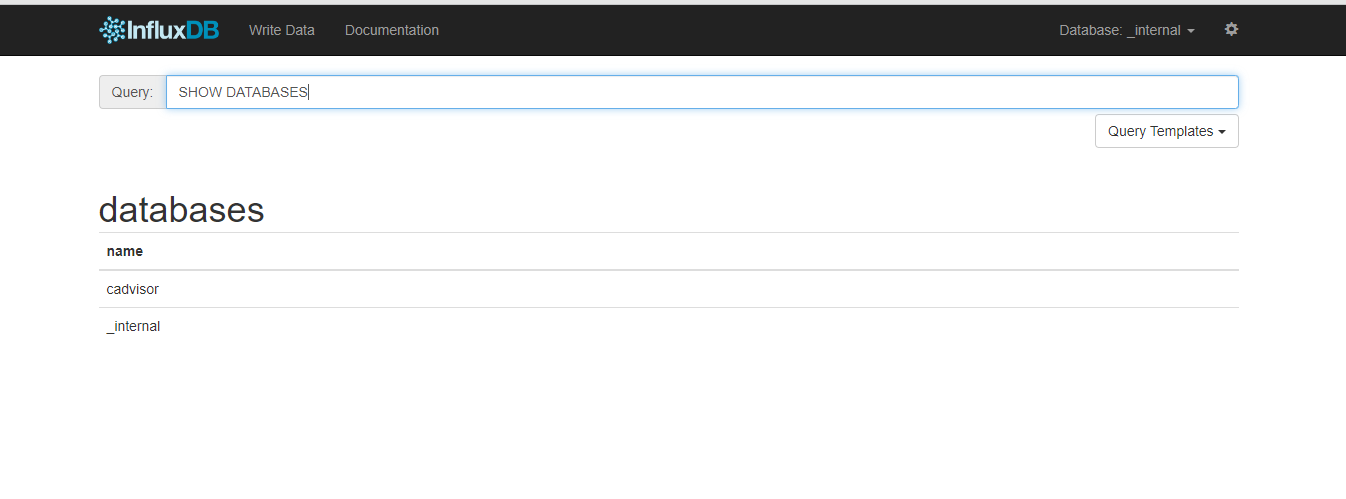 InfluxDB Write Data Documentation Database: _internal
Query: SHOW DATABASES
Query Templates
databases
name
cadvisor
_internal